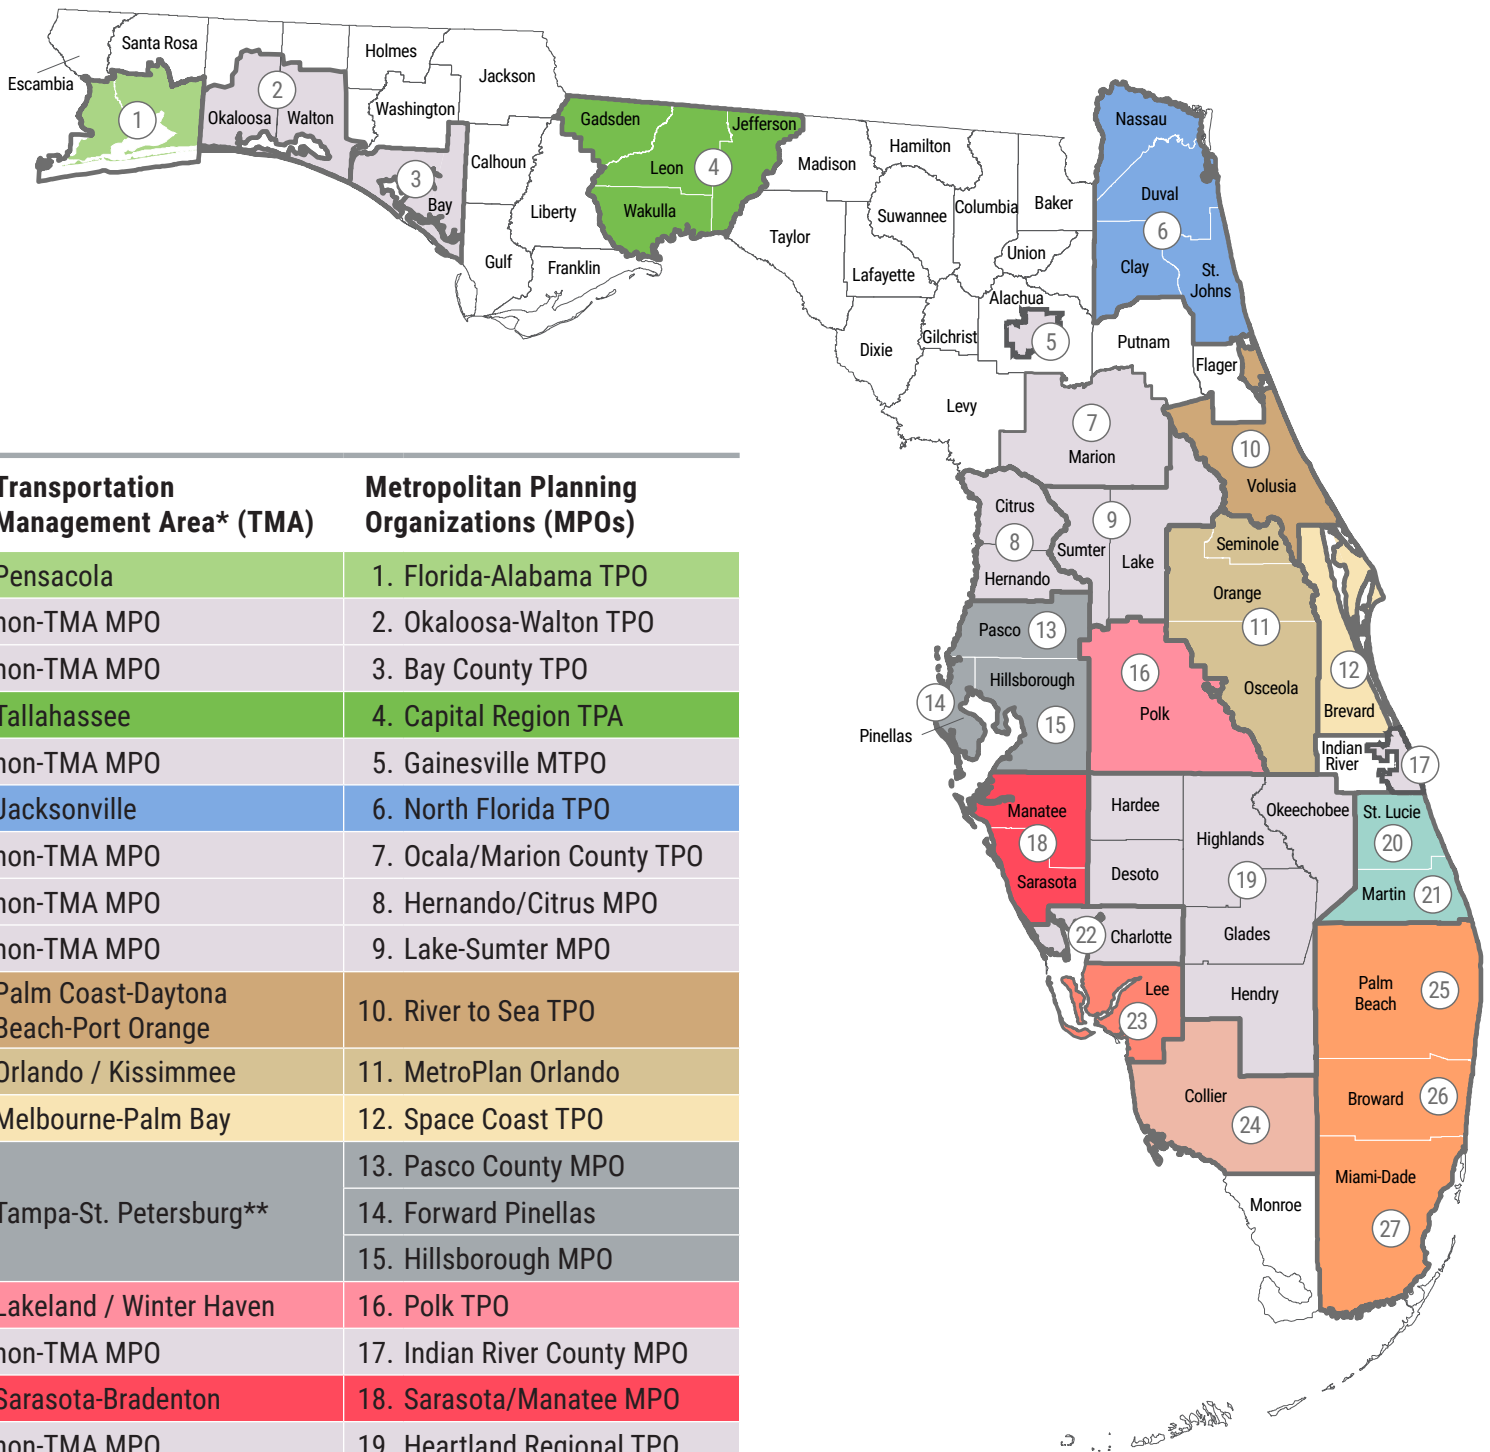 Escambia
Santa Rosa
1
2
Okaloosa
Walton
Holmes
Washington
Jackson
3
Bay
Calhoun
Gulf
Liberty
Franklin
Gadsden
Jefferson
Leon
4
Wakulla
Madison
Taylor
Hamilton
Suwannee
Lafayette
Columbia
Baker
Union
Alachua
5
Gilchrist
Dixie
Levy
Nassau
Duval
6
Clay
St.
Johns
Putnam
Flager
7
Marion
10
Volusia
Citrus
8
Hernando
9
Sumter
Lake
Seminole
Orange
11
Osceola
12
Brevard
Pasco
13
Hillsborough
14
Pinellas
15
16
Polk
Indian
River
17
Manatee
18
Sarasota
Hardee
Desoto
Highlands
Okeechobee
19
Glades
St. Lucie
20
Martin
21
22
Charlotte
Lee
23
Hendry
Collier
24
Palm
Beach
25
Broward
26
Miami-Dade
27
Monroe
Transportation
Management Area* (TMA)
Metropolitan Planning
Organizations (MPOs)
Pensacola 1. Florida-Alabama TPO
non-TMA MPO 2. Okaloosa-Walton TPO
non-TMA MPO 3. Bay County TPO
Tallahassee 4. Capital Region TPA
non-TMA MPO 5. Gainesville MTPO
Jacksonville 6. North Florida TPO
non-TMA MPO 7. Ocala/Marion County TPO
non-TMA MPO 8. Hernando/Citrus MPO
non-TMA MPO 9. Lake-Sumter MPO
Palm Coast-Daytona
Beach-Port Orange
10. River to Sea TPO
Orlando / Kissimmee 11. MetroPlan Orlando
Melbourne-Palm Bay 12. Space Coast TPO
Tampa-St. Petersburg**
13. Pasco County MPO
14. Forward Pinellas
15. Hillsborough MPO
Lakeland / Winter Haven 16. Polk TPO
non-TMA MPO 17. Indian River County MPO
Sarasota-Bradenton 18. Sarasota/Manatee MPO
non-TMA MPO 19. Heartland Regional TPO